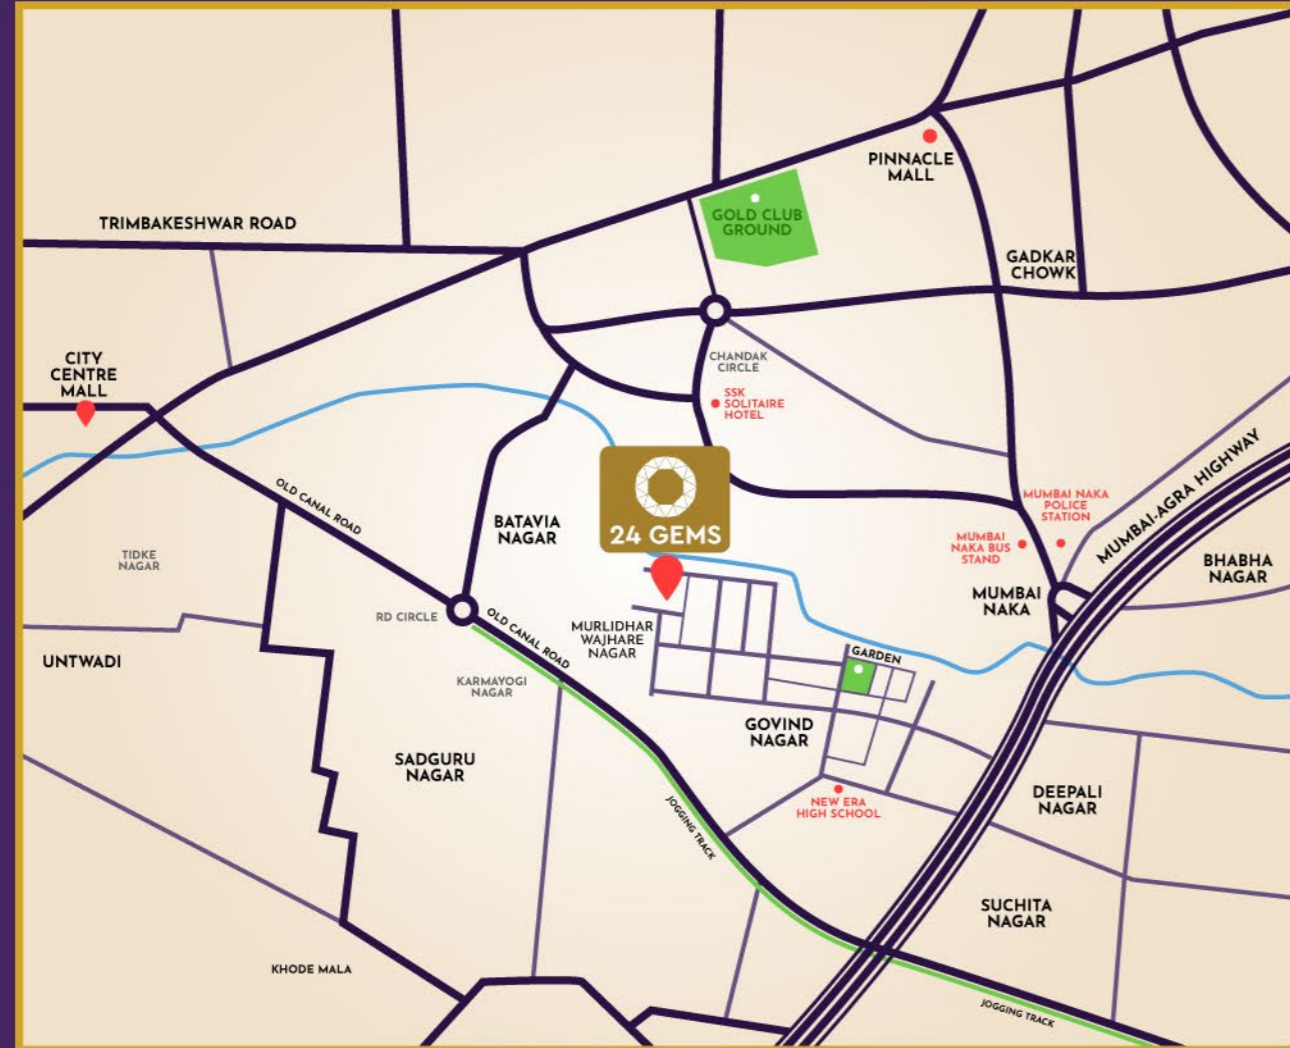 PINNACLE
MALL
GOLD CLUB
GROUND
TRIMBAKESHWAR ROAD
GADKAR
CHOWK
CITY
CENTRE
MALL
CHANDAK
CIRCLE
SSK
SOLITAIRE
HOTEL
OLD CANAL ROAD
BATAVIA
NAGAR
24 GEMS
MUMBAI NAKA
POLICE
STATION
MUMBAI-AGRA HIGHWAY
MUMBAI
NAKA BUS
STAND
TIDKE
NAGAR
BHABHA
NAGAR
MUMBAI
NAKA
RD CIRCLE
OLD CANAL ROAD
MURLIDHAR
WAJHARE
NAGAR
UNTWADI
GARDEN
KARMAYOGI
NAGAR
GOVIND
NAGAR
SADGURU
NAGAR
DEEPALI
NAGAR
NEW ERA
HIGH SCHOOL
JOGGING TRACK
SUCHITA
NAGAR
KHODE MALA
JOGGING TRACK